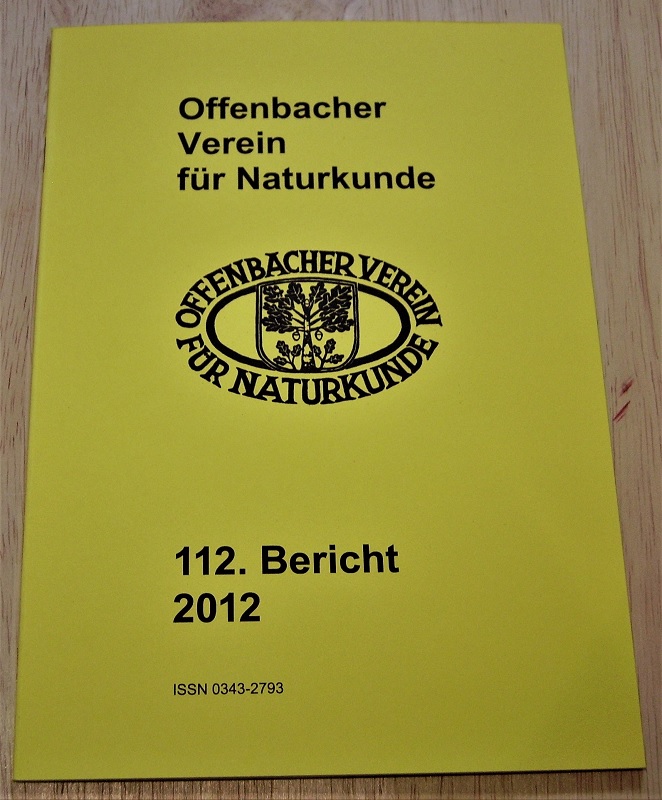 Offenbacher
Verein
für Naturkunde
OFFENBACHER VEREIN
FÜR NATURKUNDE
112. Bericht
2012
ISSN 0343-2793